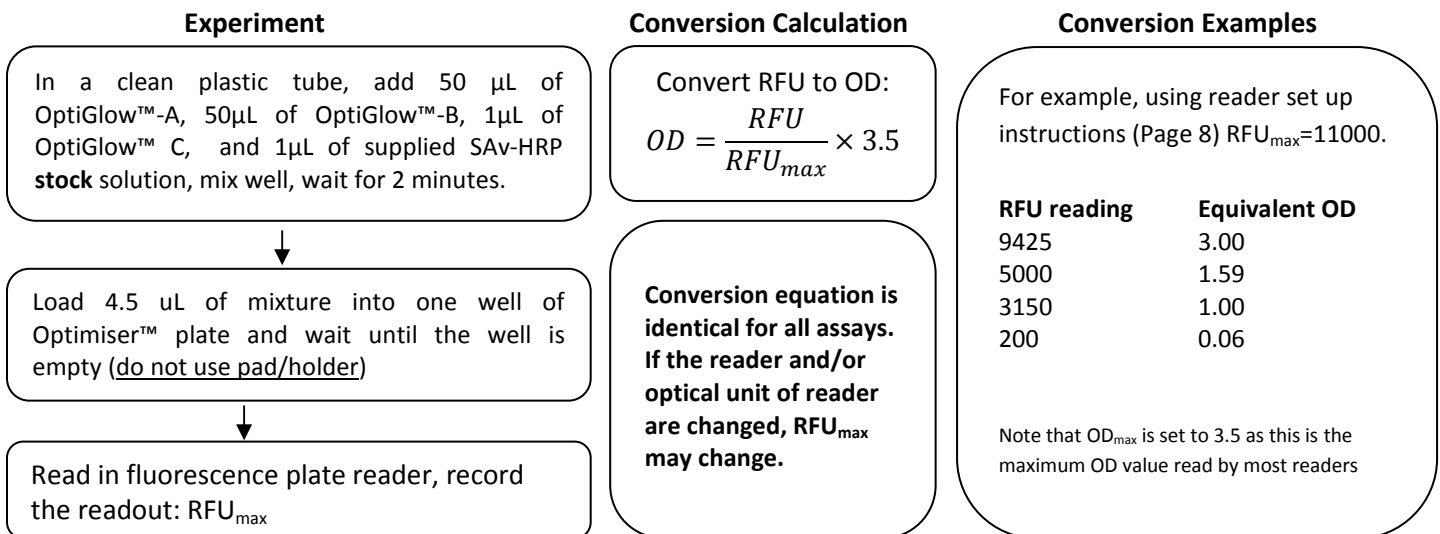 Experiment
In a clean plastic tube, add 50 µL of
OptiGlow™-A, 50µL of OptiGlow™-B, 1µL of
OptiGlow™ C, and 1µL of supplied SAv-HRP
stock solution, mix well, wait for 2 minutes.
Load 4.5 uL of mixture into one well of
Optimiser™ plate and wait until the well is
empty (do not use pad/holder)
Read in fluorescence plate reader, record
the readout: RFUmax
Conversion Calculation
Convert RFU to OD:
OD = RFU / RFUmax × 3.5
Conversion equation is
identical for all assays.
If the reader and/or
optical unit of reader
are changed, RFUmax
may change.
Conversion Examples
For example, using reader set up
instructions (Page 8) RFUmax=11000.
RFU reading Equivalent OD
9425 3.00
5000 1.59
3150 1.00
200 0.06
Note that ODmax is set to 3.5 as this is the
maximum OD value read by most readers